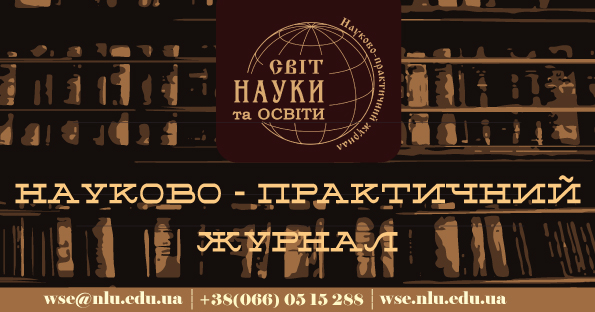 Науково-практичний журнал
СВІТ
НАУКИ
та ОСВІТИ
НАУКОВО - ПРАКТИЧНИЙ
ЖУРНАЛ
wse@nlu.edu.ua | +38(066) 05 15 288 | wse.nlu.edu.ua